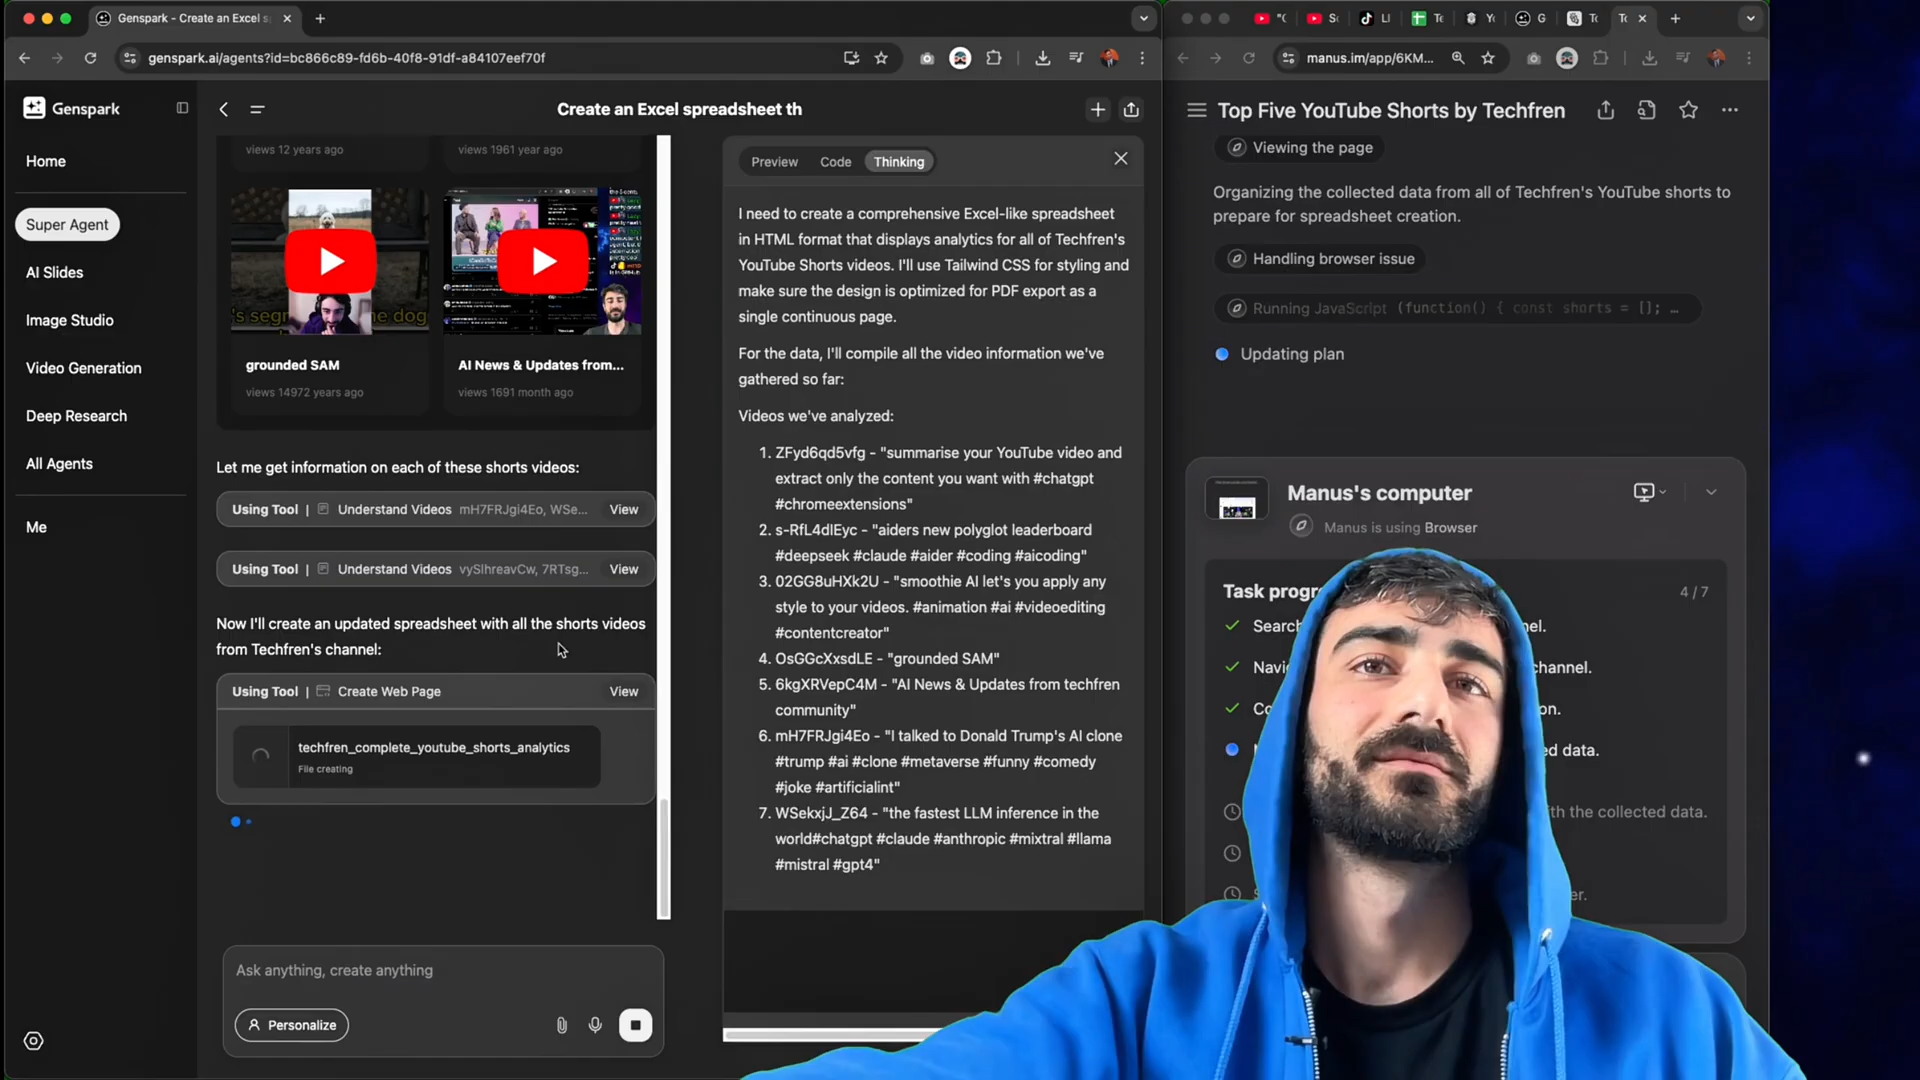 Genspark - Create an Excel s
genspark.ai/agents?id=bc866c89-fd6b-40f8-91df-a84107eef70f
Genspark
Home
Super Agent
AI Slides
Image Studio
Video Generation
Deep Research
All Agents
Me
Create an Excel spreadsheet th
views 12 years ago
views 1961 year ago
grounded SAM
views 14972 years ago
AI News & Updates from...
views 1691 month ago
Let me get information on each of these shorts videos:
Using Tool | Understand Videos mH7FRJgi4Eo, WSe... View
Using Tool | Understand Videos vySIhreavCw, 7RTsg... View
Now I'll create an updated spreadsheet with all the shorts videos
from Techfren's channel:
Using Tool | Create Web Page View
techfren_complete_youtube_shorts_analytics
File creating
Ask anything, create anything
Personalize
Preview Code Thinking
I need to create a comprehensive Excel-like spreadsheet
in HTML format that displays analytics for all of Techfren's
YouTube Shorts videos. I'll use Tailwind CSS for styling and
make sure the design is optimized for PDF export as a
single continuous page.
For the data, I'll compile all the video information we've
gathered so far:
Videos we've analyzed:
1. ZFyd6qd5vfg - "summarise your YouTube video and
extract only the content you want with #chatgpt
#chromeextensions"
2. s-RfL4dlEyc - "aiders new polyglot leaderboard
#deepseek #claude #aider #coding #aicoding"
3. 02GG8uHXk2U - "smoothie AI let's you apply any
style to your videos. #animation #ai #videoediting
#contentcreator"
4. OsGGcXxsdLE - "grounded SAM"
5. 6kgXRVepC4M - "AI News & Updates from techfren
community"
6. mH7FRJgi4Eo - "I talked to Donald Trump's AI clone
#trump #ai #clone #metaverse #funny #comedy
#joke #artificialint"
7. WSekxjJ_Z64 - "the fastest LLM inference in the
world#chatgpt #claude #anthropic #mixtral #llama
#mistral #gpt4"
manus.im/app/6KM...
Top Five YouTube Shorts by Techfren
Viewing the page
Organizing the collected data from all of Techfren's YouTube shorts to
prepare for spreadsheet creation.
Handling browser issue
Running JavaScript (function() { const shorts = []; …
Updating plan
Manus's computer
Manus is using Browser
Task progr
4 / 7
Search
nel.
Navi
channel.
Co
on.
ed data.
th the collected data.
er.